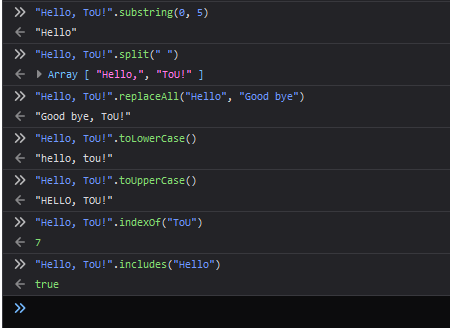 "Hello, ToU!".substring(0, 5)
"Hello"
"Hello, ToU!".split(" ")
Array [ "Hello,", "ToU!" ]
"Hello, ToU!".replaceAll("Hello", "Good bye")
"Good bye, ToU!"
"Hello, ToU!".toLowerCase()
"hello, tou!"
"Hello, ToU!".toUpperCase()
"HELLO, TOU!"
"Hello, ToU!".indexOf("ToU")
7
"Hello, ToU!".includes("Hello")
true